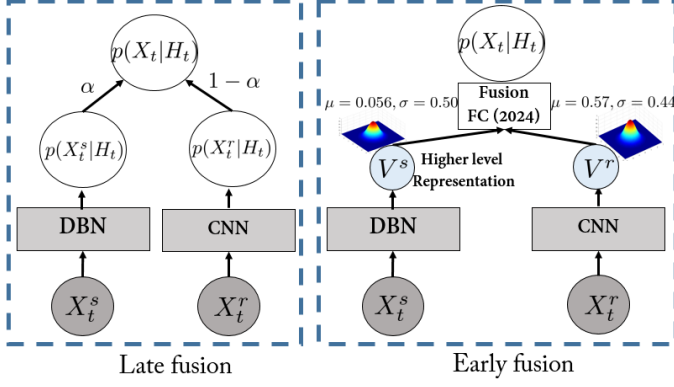 p(X_t|H_t)
α
1 − α
p(X_t^s|H_t)
p(X_t^r|H_t)
DBN
CNN
X_t^s
X_t^r
Late fusion
p(X_t|H_t)
Fusion
FC (2024)
μ = 0.056, σ = 0.50
μ = 0.57, σ = 0.44
V^s
Higher level
Representation
V^r
DBN
CNN
X_t^s
X_t^r
Early fusion